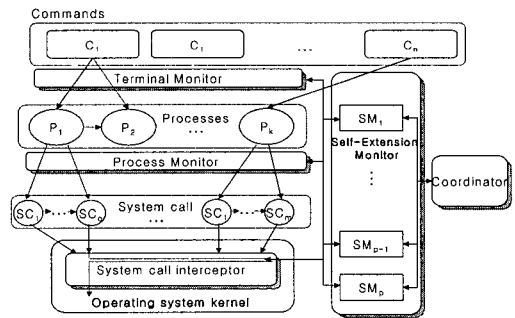 Commands
C1 C1 ... Cn
Terminal Monitor
P1 P2 Processes ... Pk
SM1
Self-Extension
Monitor
Process Monitor
Coordinator
SC1 ... SCo System call ... SC1 ... SCm
SMp-1
System call interceptor
SMp
Operating system kernel